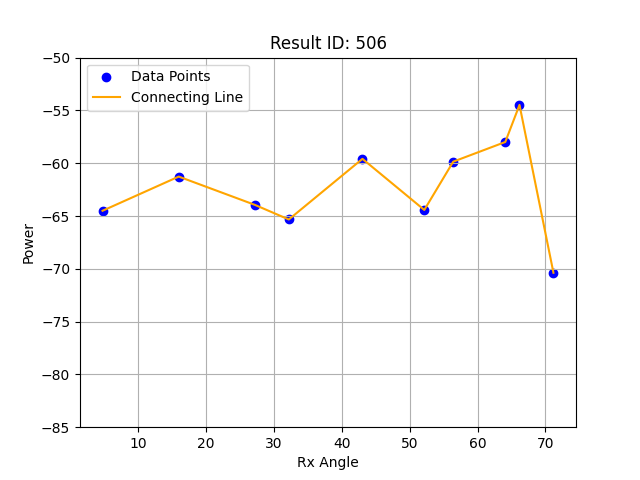 Result ID: 506
Data Points
Connecting Line
−50
−55
−60
−65
−70
−75
−80
−85
Power
10 20 30 40 50 60 70
Rx Angle